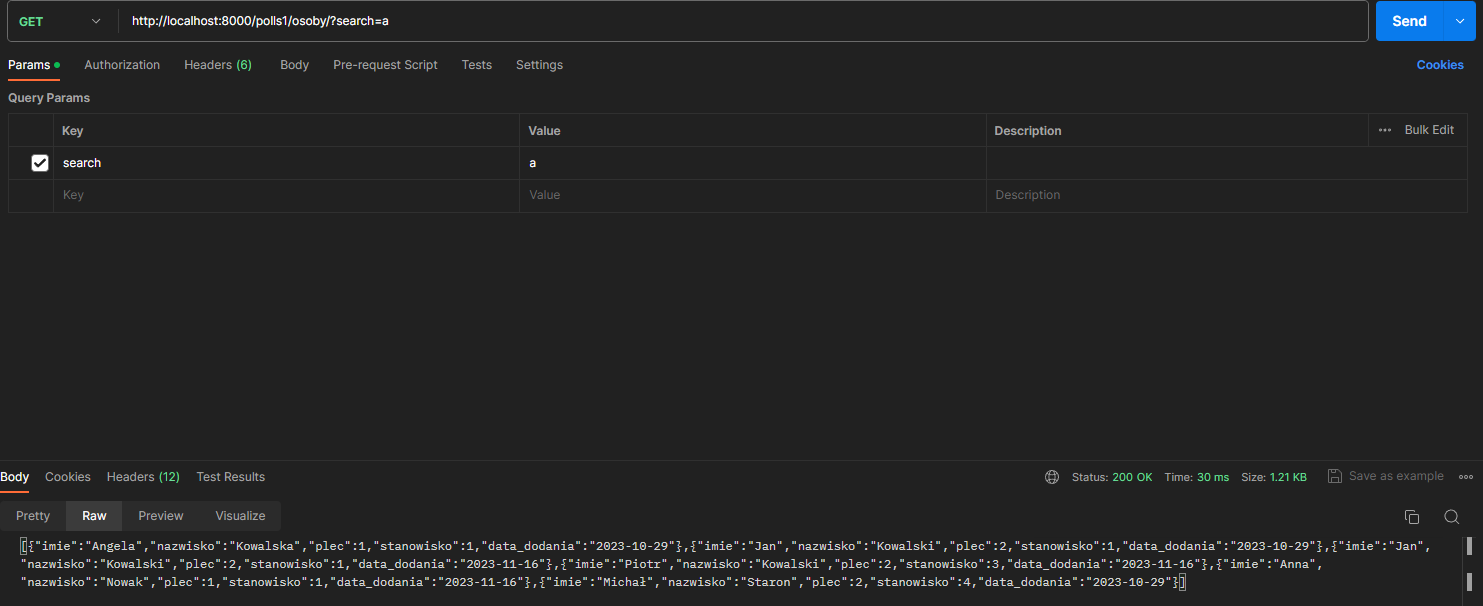 GET http://localhost:8000/polls1/osoby/?search=a Send
Params Authorization Headers (6) Body Pre-request Script Tests Settings Cookies
Query Params
Key Value Description ••• Bulk Edit
search a
Key Value Description
Body Cookies Headers (12) Test Results Status: 200 OK Time: 30 ms Size: 1.21 KB Save as example
Pretty Raw Preview Visualize
[{"imie":"Angela","nazwisko":"Kowalska","plec":1,"stanowisko":1,"data_dodania":"2023-10-29"},{"imie":"Jan","nazwisko":"Kowalski","plec":2,"stanowisko":1,"data_dodania":"2023-10-29"},{"imie":"Jan",
"nazwisko":"Kowalski","plec":2,"stanowisko":1,"data_dodania":"2023-11-16"},{"imie":"Piotr","nazwisko":"Kowalski","plec":2,"stanowisko":3,"data_dodania":"2023-11-16"},{"imie":"Anna",
"nazwisko":"Nowak","plec":1,"stanowisko":1,"data_dodania":"2023-11-16"},{"imie":"Michał","nazwisko":"Staron","plec":2,"stanowisko":4,"data_dodania":"2023-10-29"}]